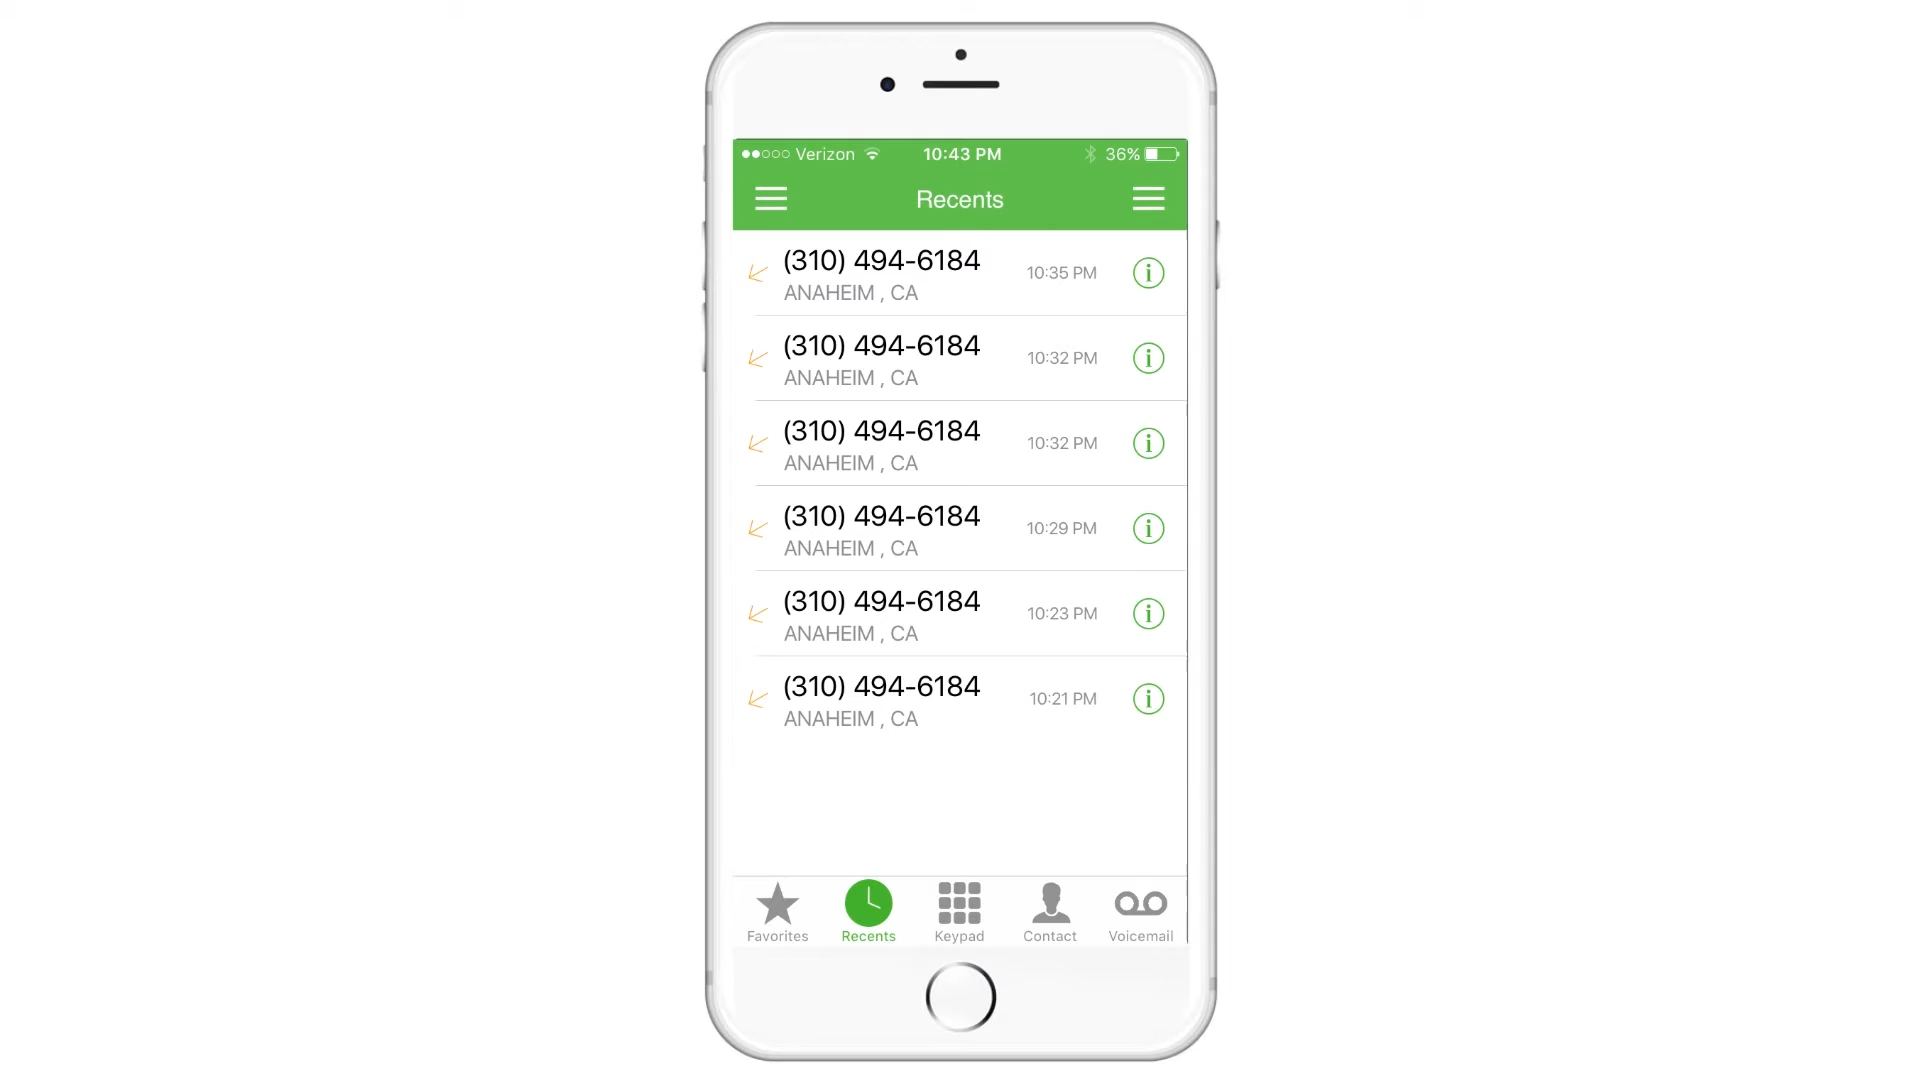 Verizon 10:43 PM 36%
Recents
(310) 494-6184
ANAHEIM , CA
10:35 PM
(310) 494-6184
ANAHEIM , CA
10:32 PM
(310) 494-6184
ANAHEIM , CA
10:32 PM
(310) 494-6184
ANAHEIM , CA
10:29 PM
(310) 494-6184
ANAHEIM , CA
10:23 PM
(310) 494-6184
ANAHEIM , CA
10:21 PM
Favorites Recents Keypad Contact Voicemail